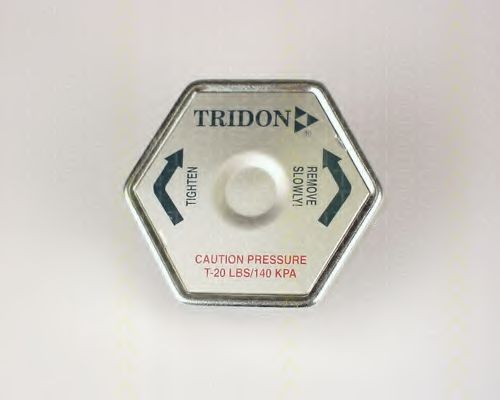 TRIDON
®
TIGHTEN
REMOVE
SLOWLY!
CAUTION PRESSURE
T-20 LBS/140 KPA